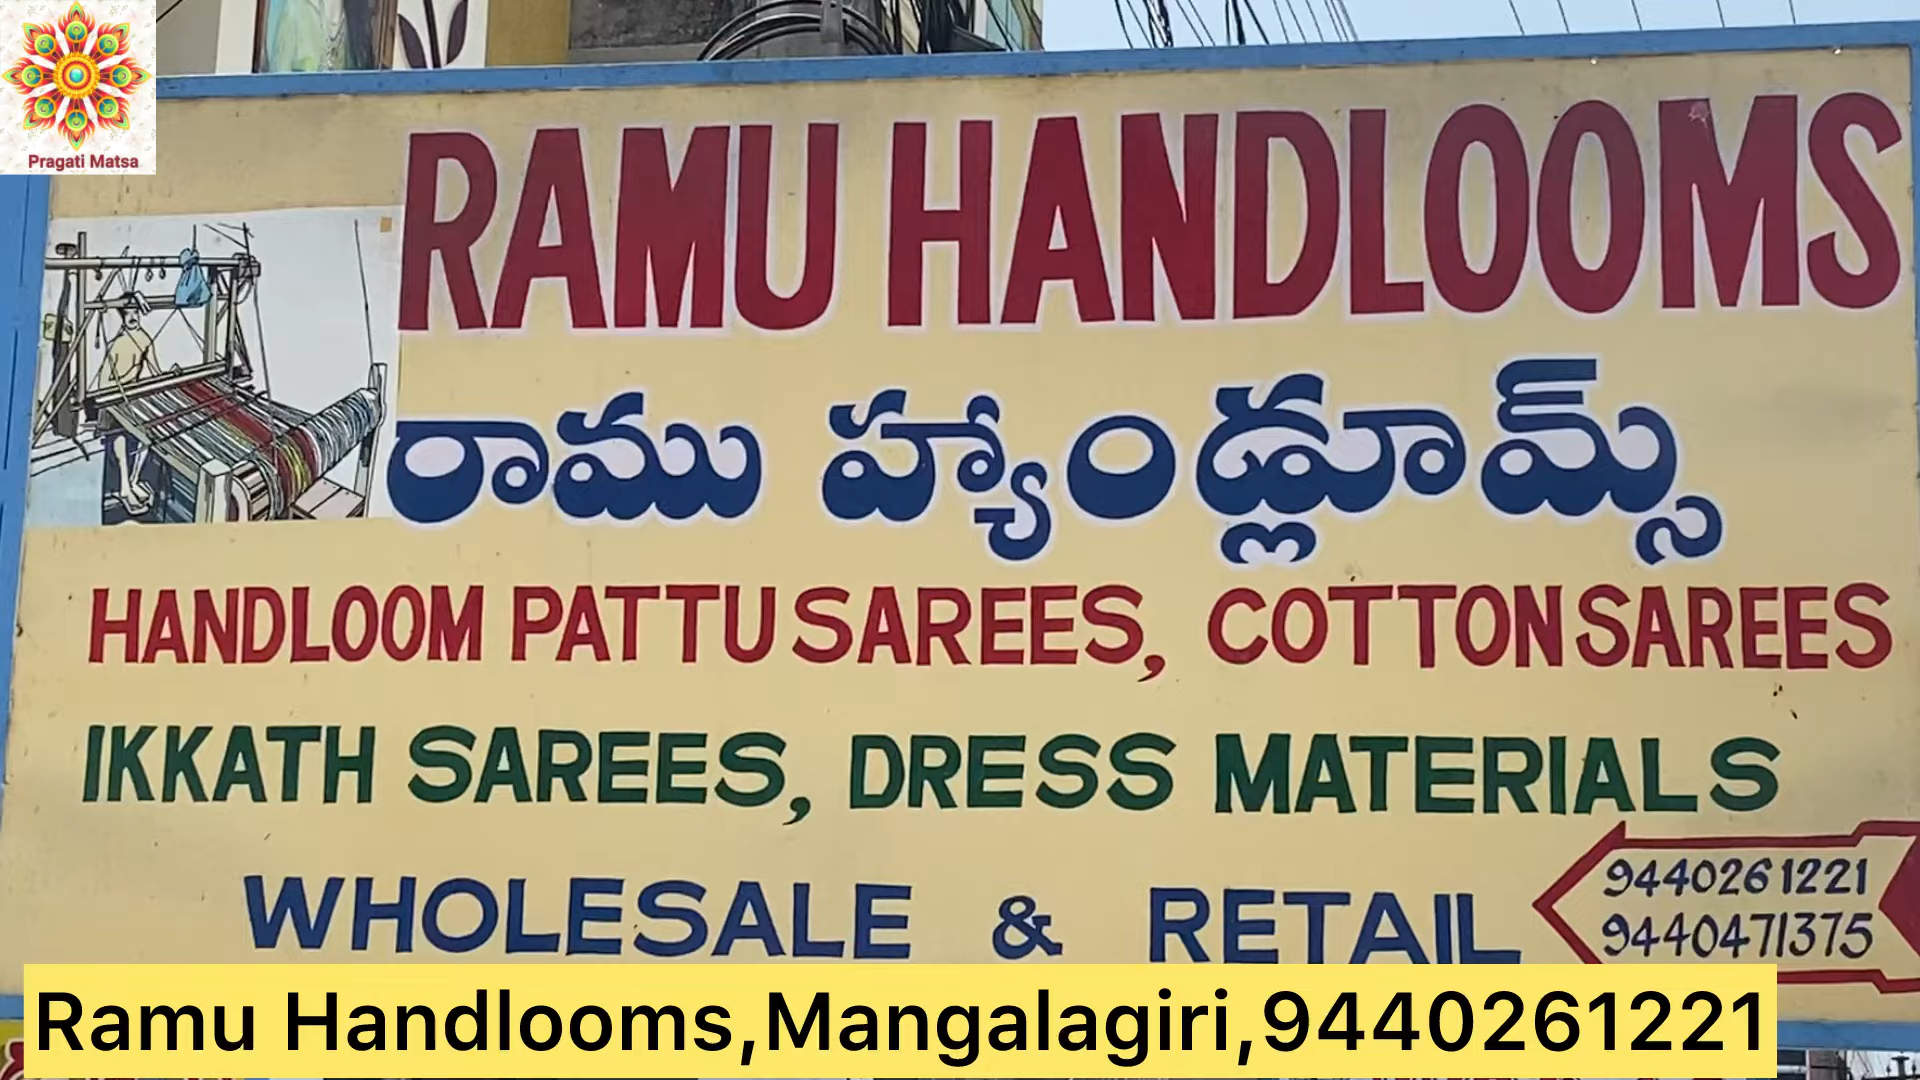 Pragati Matsa
RAMU HANDLOOMS
రాము హ్యాండ్లూమ్స్
HANDLOOM PATTU SAREES, COTTON SAREES
IKKATH SAREES, DRESS MATERIALS
WHOLESALE & RETAIL
9440261221
9440471375
Ramu Handlooms,Mangalagiri,9440261221